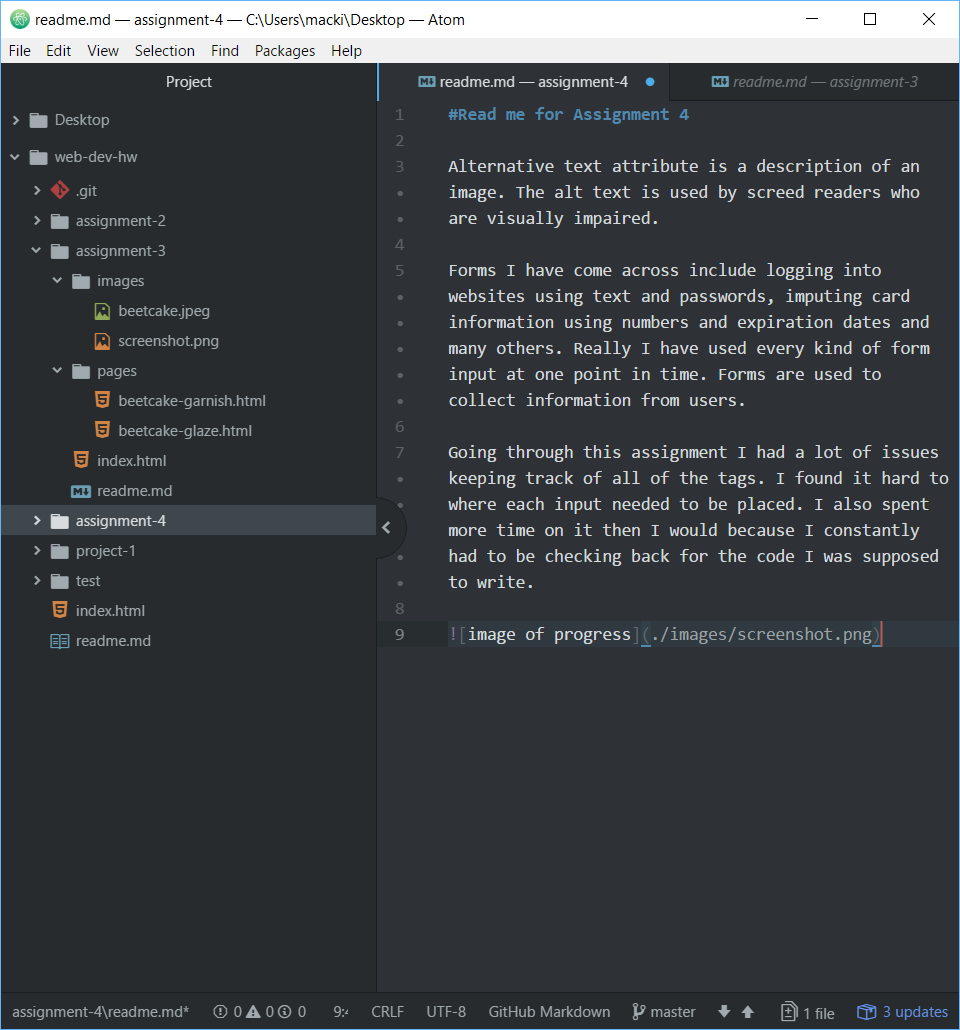 readme.md — assignment-4 — C:\Users\macki\Desktop — Atom
File Edit View Selection Find Packages Help
Project
Desktop
web-dev-hw
.git
assignment-2
assignment-3
images
beetcake.jpeg
screenshot.png
pages
beetcake-garnish.html
beetcake-glaze.html
index.html
readme.md
assignment-4
project-1
test
index.html
readme.md
readme.md — assignment-4 readme.md — assignment-3
1 #Read me for Assignment 4
2
3 Alternative text attribute is a description of an
image. The alt text is used by screed readers who
are visually impaired.
4
5 Forms I have come across include logging into
websites using text and passwords, imputing card
information using numbers and expiration dates and
many others. Really I have used every kind of form
input at one point in time. Forms are used to
collect information from users.
6
7 Going through this assignment I had a lot of issues
keeping track of all of the tags. I found it hard to
where each input needed to be placed. I also spent
more time on it then I would because I constantly
had to be checking back for the code I was supposed
to write.
8
9 ![image of progress](./images/screenshot.png)
assignment-4\readme.md* 0 0 0 CRLF UTF-8 GitHub Markdown master 1 file 3 updates